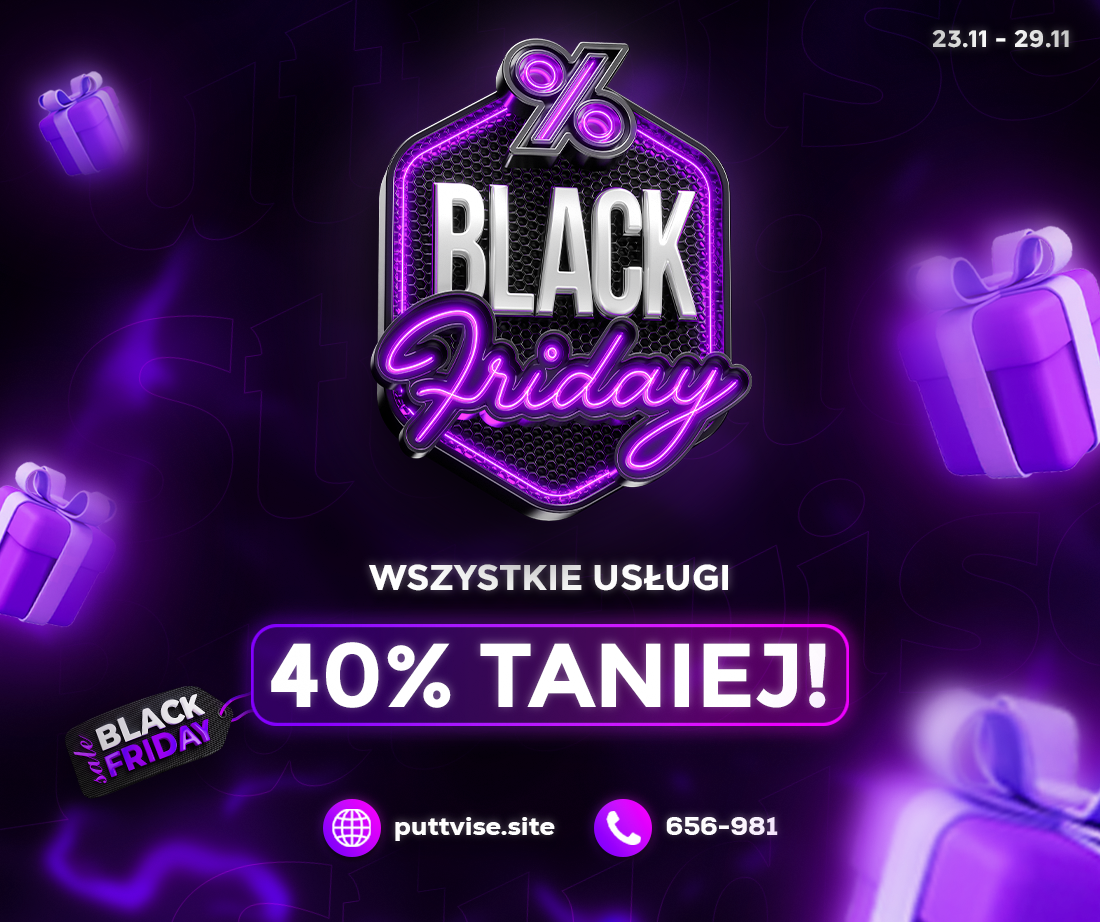 23.11 - 29.11
%
BLACK
Friday
WSZYSTKIE USŁUGI
40% TANIEJ!
sale
BLACK
FRIDAY
puttvise.site
656-981